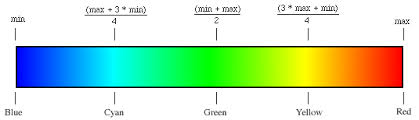 min (max + 3 * min) (min + max) (3 * max + min) max
4 2 4
Blue Cyan Green Yellow Red